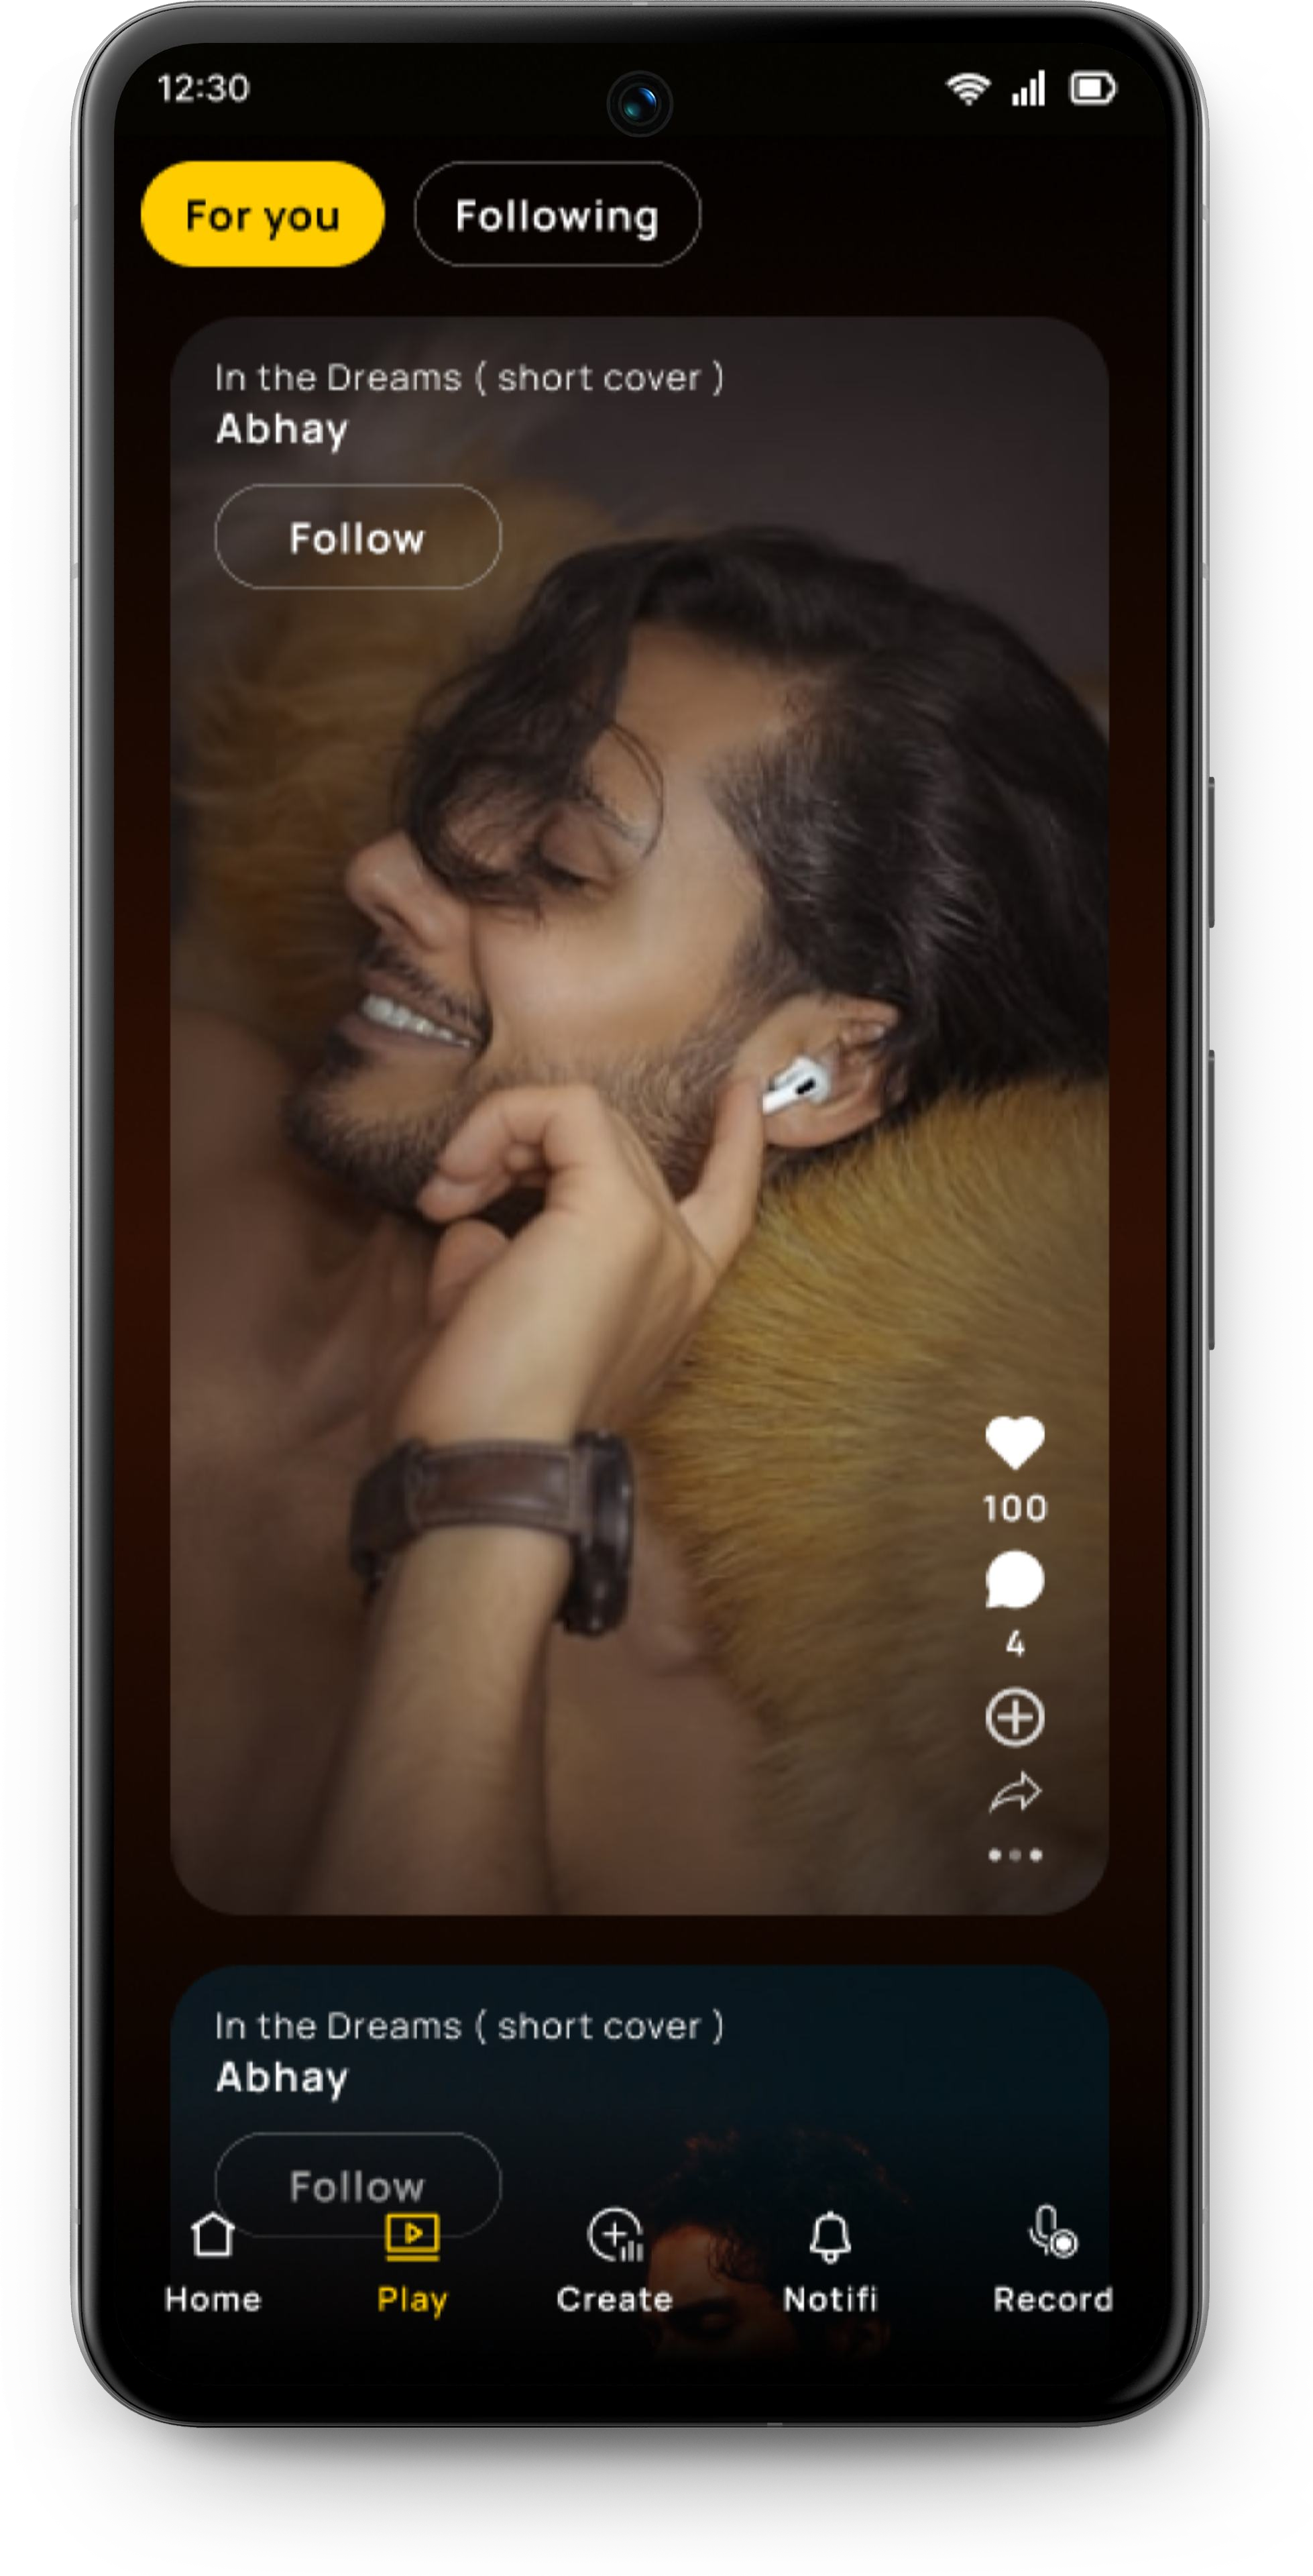 12:30
For you
Following
In the Dreams ( short cover )
Abhay
Follow
100
4
In the Dreams ( short cover )
Abhay
Follow
Home
Play
Create
Notifi
Record